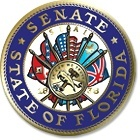 SENATE
STATE OF FLORIDA